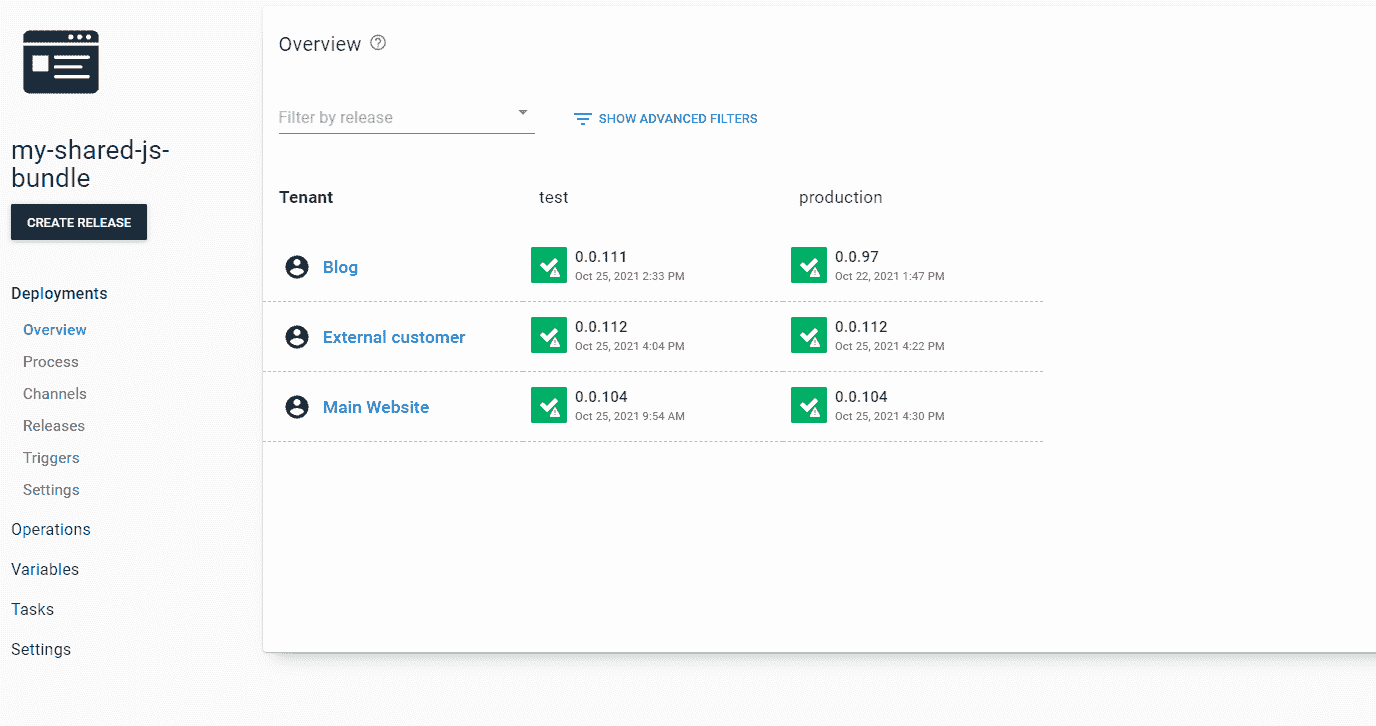 my-shared-js-
bundle
CREATE RELEASE
Deployments
Overview
Process
Channels
Releases
Triggers
Settings
Operations
Variables
Tasks
Settings
Overview
Filter by release
SHOW ADVANCED FILTERS
Tenant test production
Blog 0.0.111 0.0.97
Oct 25, 2021 2:33 PM Oct 22, 2021 1:47 PM
External customer 0.0.112 0.0.112
Oct 25, 2021 4:04 PM Oct 25, 2021 4:22 PM
Main Website 0.0.104 0.0.104
Oct 25, 2021 9:54 AM Oct 25, 2021 4:30 PM